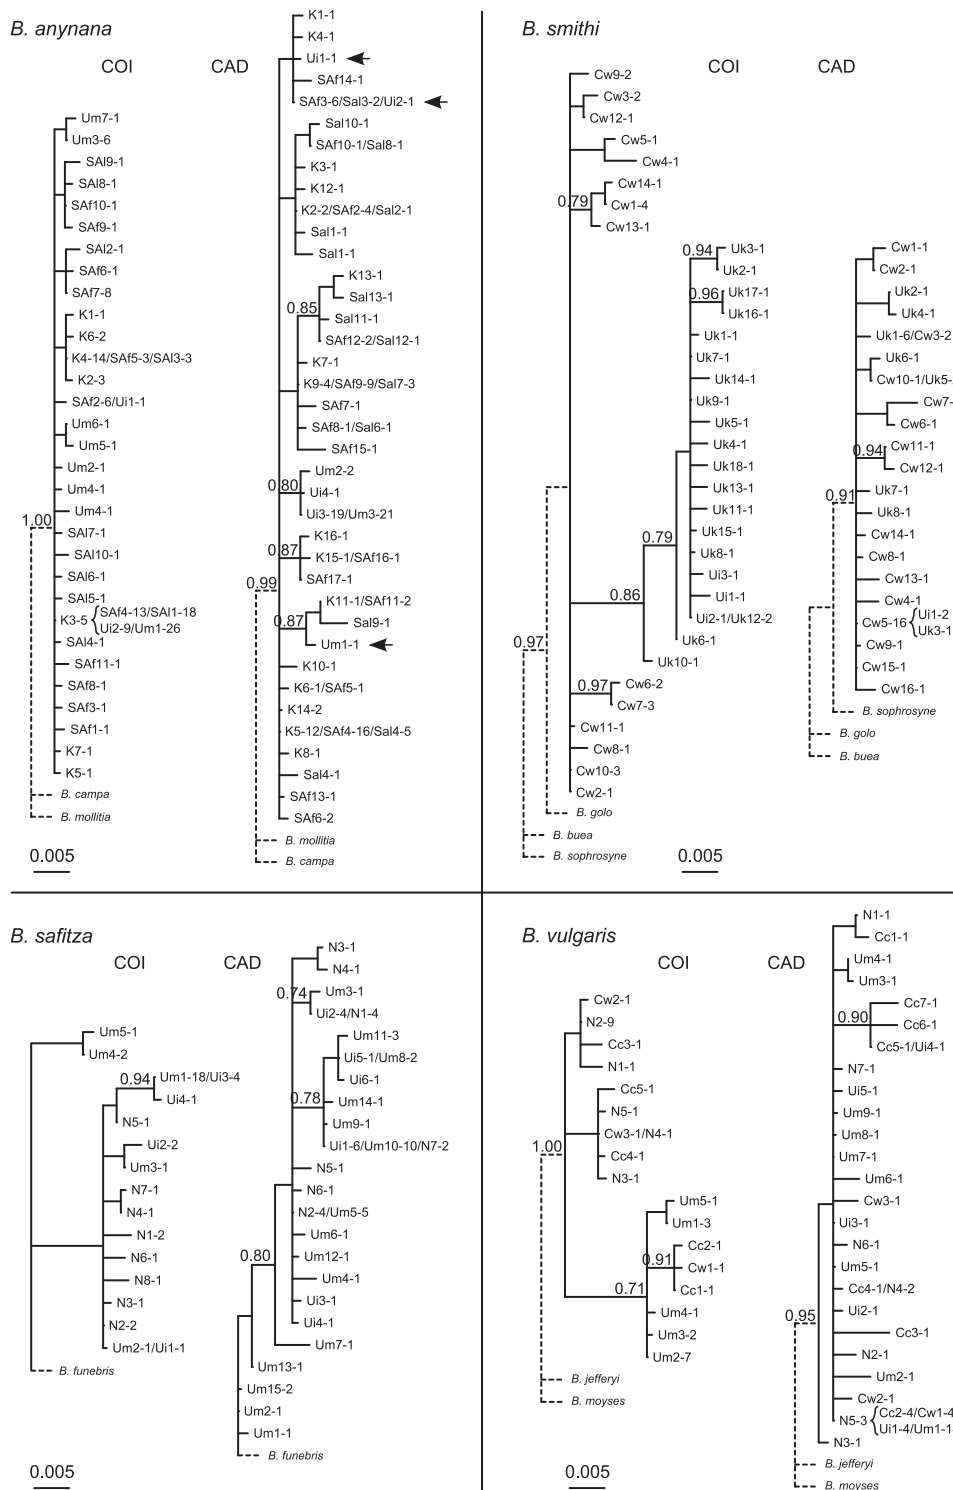 B. anynana
COI
CAD
Um7-1
Um3-6
SAl9-1
SAl8-1
SAf10-1
SAf9-1
SAl2-1
SAf6-1
SAf7-8
K1-1
K6-2
K4-14/SAf5-3/SAl3-3
K2-3
SAf2-6/Ui1-1
Um6-1
Um5-1
Um2-1
Um4-1
Um4-1
1.00
SAl7-1
SAl10-1
SAl6-1
SAl5-1
K3-5
SAf4-13/SAl1-18
Ui2-9/Um1-26
SAl4-1
SAf11-1
SAf8-1
SAf3-1
SAf1-1
K7-1
K5-1
B. campa
B. mollitia
0.005
K1-1
K4-1
Ui1-1
SAf14-1
SAf3-6/Sal3-2/Ui2-1
Sal10-1
SAf10-1/Sal8-1
K3-1
K12-1
K2-2/SAf2-4/Sal2-1
Sal1-1
Sal1-1
K13-1
Sal13-1
0.85
Sal11-1
SAf12-2/Sal12-1
K7-1
K9-4/SAf9-9/Sal7-3
SAf7-1
SAf8-1/Sal6-1
SAf15-1
Um2-2
0.80
Ui4-1
Ui3-19/Um3-21
K16-1
0.87
K15-1/SAf16-1
SAf17-1
0.99
K11-1/SAf11-2
0.87
Sal9-1
Um1-1
K10-1
K6-1/SAf5-1
K14-2
K5-12/SAf4-16/Sal4-5
K8-1
Sal4-1
SAf13-1
SAf6-2
B. mollitia
B. campa
B. smithi
COI
CAD
Cw9-2
Cw3-2
Cw12-1
Cw5-1
Cw4-1
Cw14-1
0.79
Cw1-4
Cw13-1
0.94
Uk3-1
Uk2-1
0.96
Uk17-1
Uk16-1
Uk1-1
Uk7-1
Uk14-1
Uk9-1
Uk5-1
Uk4-1
Uk18-1
Uk13-1
Uk11-1
Uk15-1
0.79
Uk8-1
Ui3-1
0.86
Ui1-1
Ui2-1/Uk12-2
Uk6-1
0.97
Uk10-1
0.97
Cw6-2
Cw7-3
Cw11-1
Cw8-1
Cw10-3
Cw2-1
B. golo
B. buea
B. sophrosyne
0.005
Cw1-1
Cw2-1
Uk2-1
Uk4-1
Uk1-6/Cw3-2
Uk6-1
Cw10-1/Uk5-
Cw7-
Cw6-1
Cw11-1
0.94
Cw12-1
0.91
Uk7-1
Uk8-1
Cw14-1
Cw8-1
Cw13-1
Cw4-1
Cw5-16
Ui1-2
Uk3-1
Cw9-1
Cw15-1
Cw16-1
B. sophrosyne
B. golo
B. buea
B. safitza
COI
CAD
Um5-1
Um4-2
0.94
Um1-18/Ui3-4
Ui4-1
N5-1
Ui2-2
Um3-1
N7-1
N4-1
N1-2
N6-1
N8-1
N3-1
N2-2
Um2-1/Ui1-1
B. funebris
0.005
N3-1
N4-1
0.74
Um3-1
Ui2-4/N1-4
Um11-3
Ui5-1/Um8-2
Ui6-1
0.78
Um14-1
Um9-1
Ui1-6/Um10-10/N7-2
N5-1
N6-1
N2-4/Um5-5
Um6-1
0.80
Um12-1
Um4-1
Ui3-1
Ui4-1
Um7-1
Um13-1
Um15-2
Um2-1
Um1-1
B. funebris
B. vulgaris
COI
CAD
Cw2-1
N2-9
Cc3-1
N1-1
Cc5-1
N5-1
Cw3-1/N4-1
1.00
Cc4-1
N3-1
Um5-1
Um1-3
Cc2-1
0.91
Cw1-1
0.71
Cc1-1
Um4-1
Um3-2
Um2-7
B. jefferyi
B. moyses
0.005
N1-1
Cc1-1
Um4-1
Um3-1
Cc7-1
0.90
Cc6-1
Cc5-1/Ui4-1
N7-1
Ui5-1
Um9-1
Um8-1
Um7-1
Um6-1
Cw3-1
Ui3-1
N6-1
Um5-1
Cc4-1/N4-2
0.95
Ui2-1
Cc3-1
N2-1
Um2-1
Cw2-1
N5-3
Cc2-4/Cw1-4
Ui1-4/Um1-1
N3-1
B. jefferyi
B. moyses